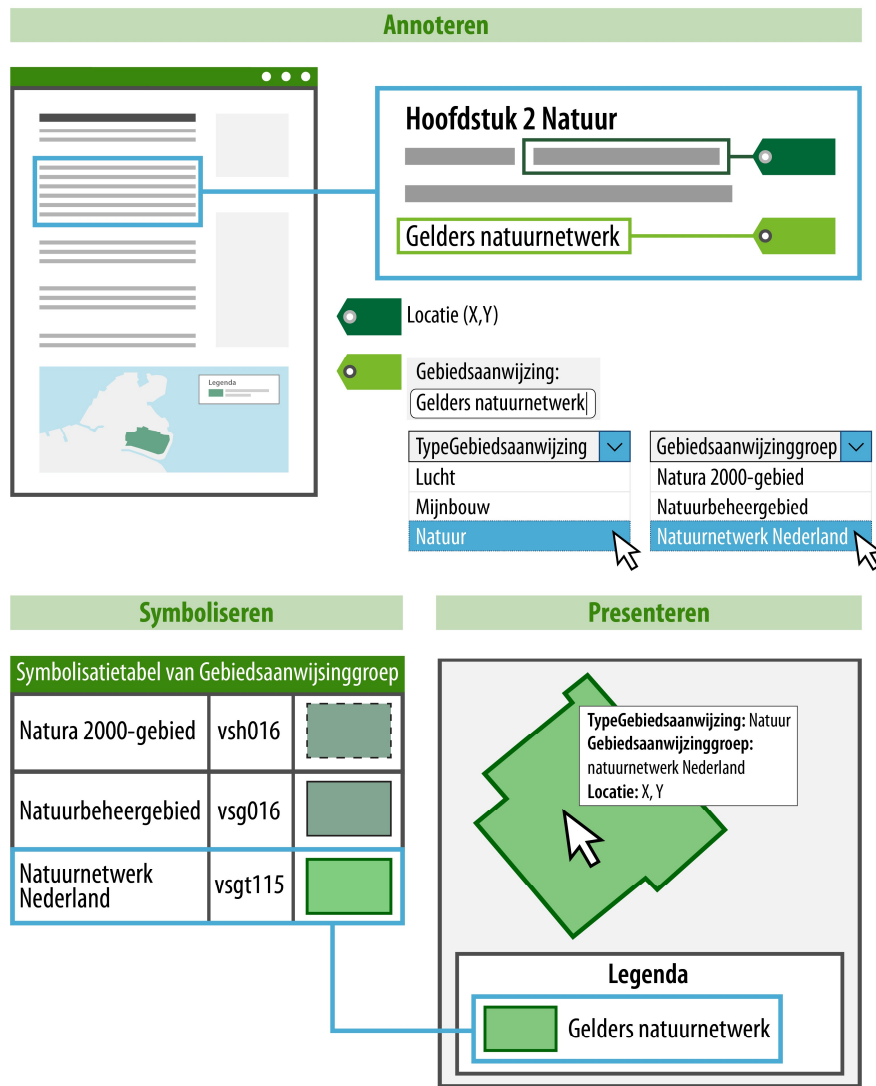 Annoteren
Hoofdstuk 2 Natuur
Gelders natuurnetwerk
Locatie (X,Y)
Gebiedsaanwijzing:
Gelders natuurnetwerk
Legenda
TypeGebiedsaanwijzing
Lucht
Mijnbouw
Natuur
Gebiedsaanwijzinggroep
Natura 2000-gebied
Natuurbeheergebied
Natuurnetwerk Nederland
Symboliseren
Symbolisatietabel van Gebiedsaanwijsinggroep
Natura 2000-gebied vsh016
Natuurbeheergebied vsg016
Natuurnetwerk
Nederland
vsgt115
Presenteren
TypeGebiedsaanwijzing: Natuur
Gebiedsaanwijzinggroep:
natuurnetwerk Nederland
Locatie: X, Y
Legenda
Gelders natuurnetwerk